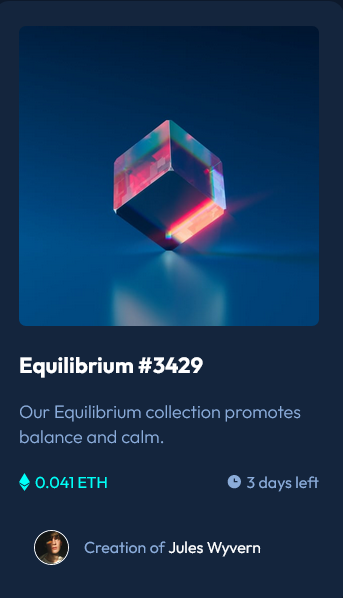 Equilibrium #3429
Our Equilibrium collection promotes
balance and calm.
0.041 ETH
3 days left
Creation of Jules Wyvern